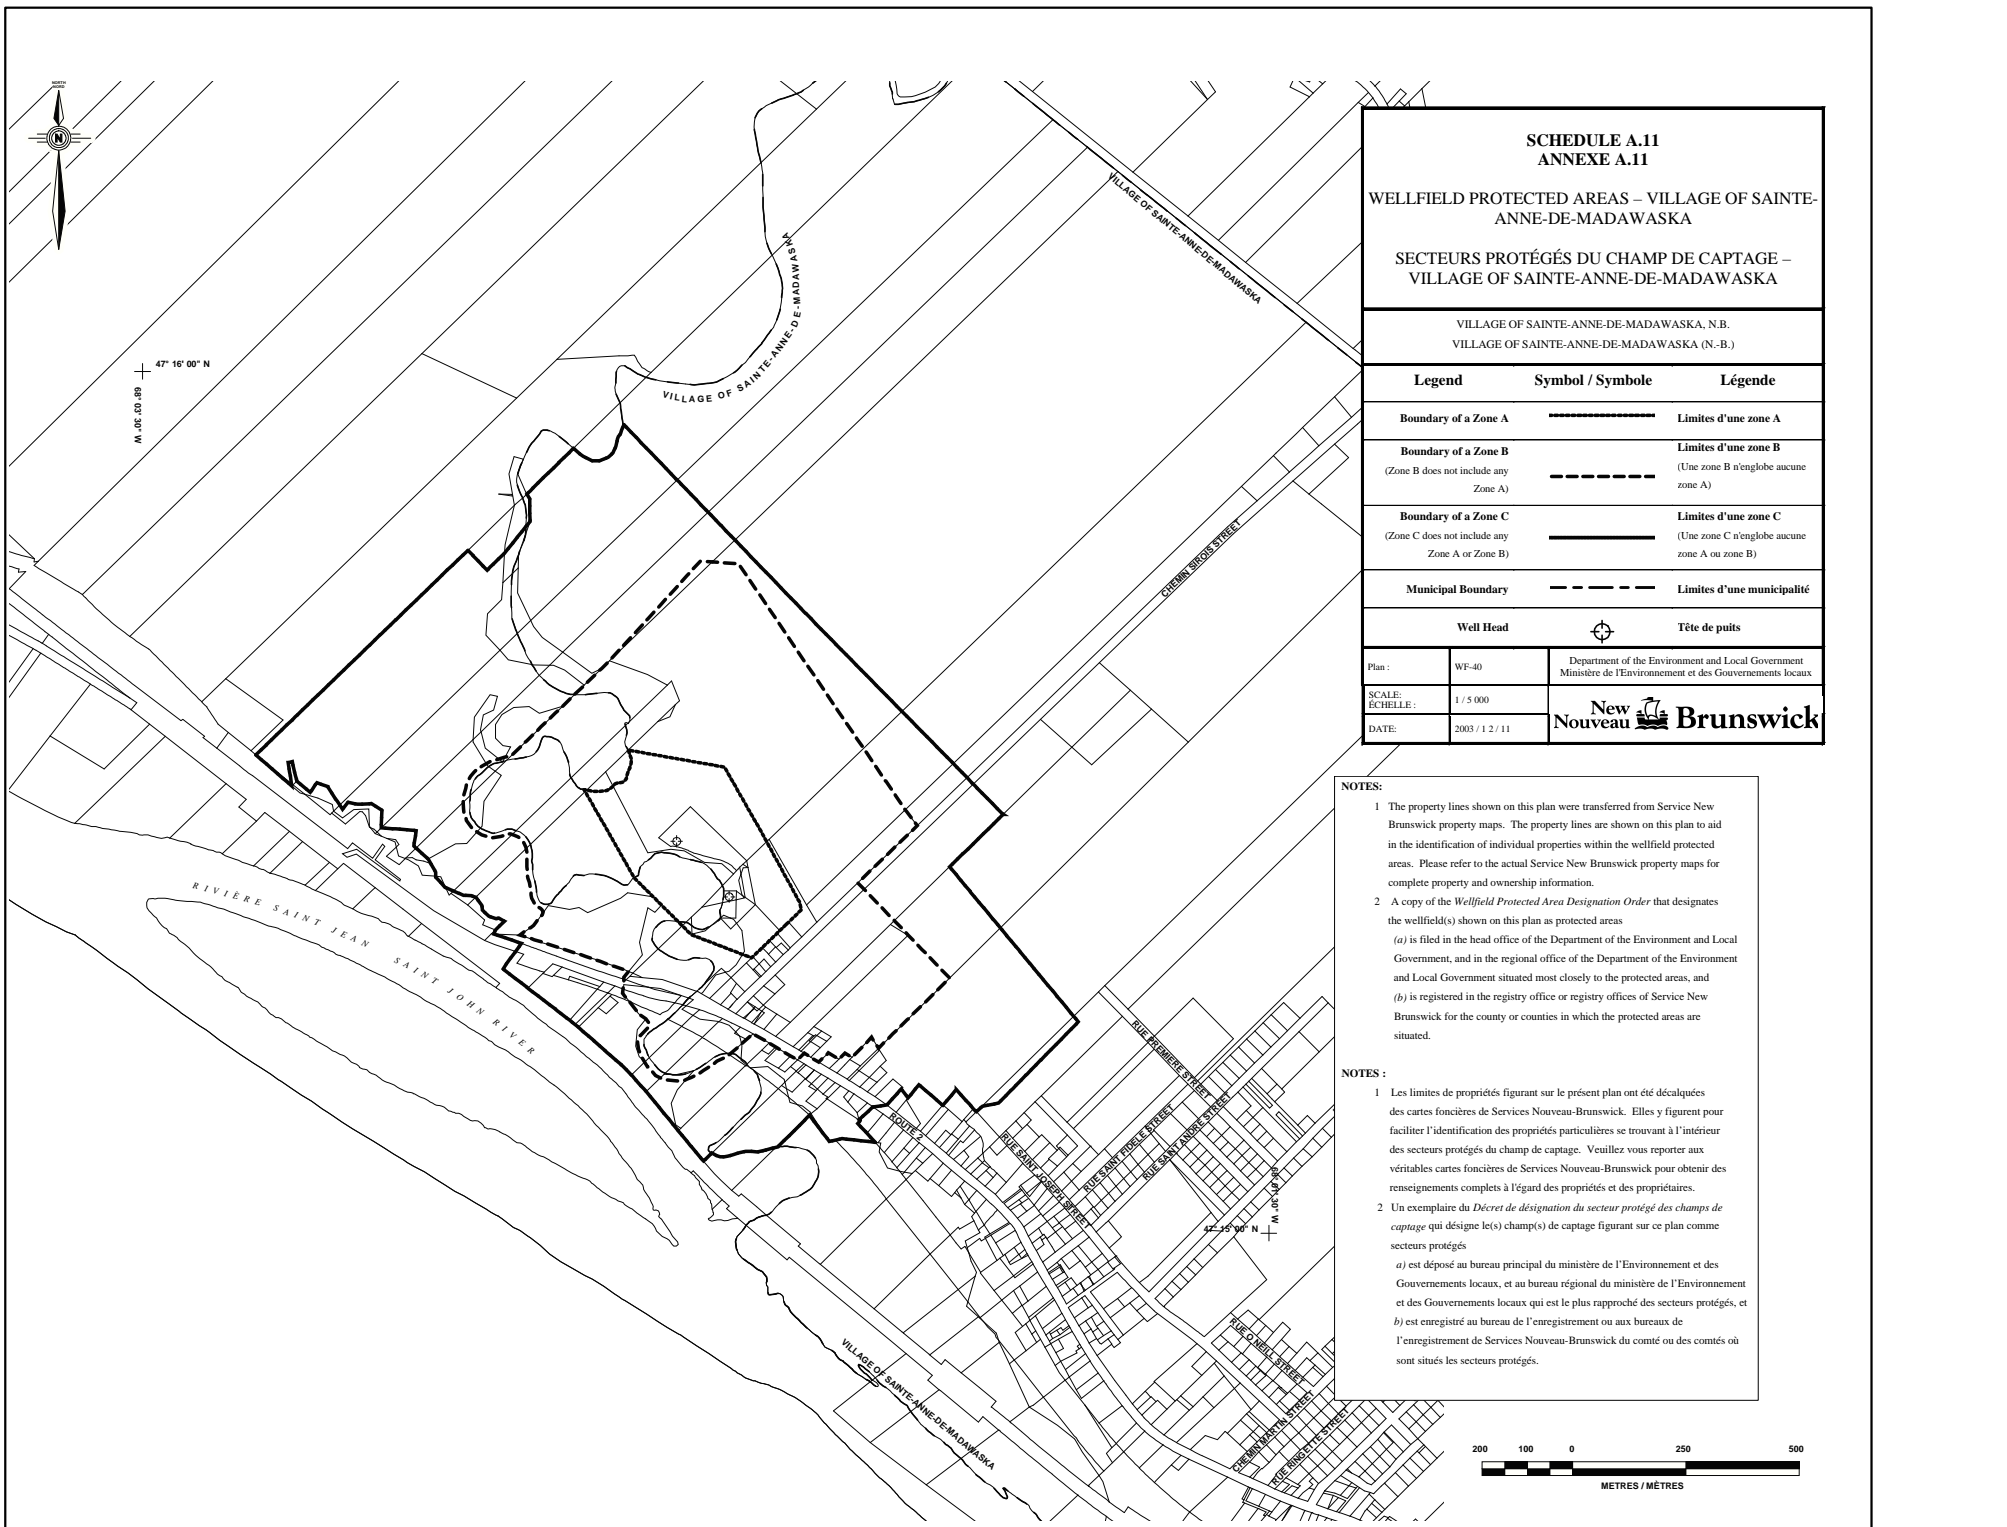 NORTH
NORD
N
SCHEDULE A.11
ANNEXE A.11
WELLFIELD PROTECTED AREAS – VILLAGE OF SAINTE-
ANNE-DE-MADAWASKA
SECTEURS PROTÉGÉS DU CHAMP DE CAPTAGE –
VILLAGE OF SAINTE-ANNE-DE-MADAWASKA
VILLAGE OF SAINTE-ANNE-DE-MADAWASKA, N.B.
VILLAGE OF SAINTE-ANNE-DE-MADAWASKA (N.-B.)
Legend Symbol / Symbole Légende
Boundary of a Zone A Limites d'une zone A
Boundary of a Zone B
(Zone B does not include any
Zone A)
Limites d'une zone B
(Une zone B n'englobe aucune
zone A)
Boundary of a Zone C
(Zone C does not include any
Zone A or Zone B)
Limites d'une zone C
(Une zone C n'englobe aucune
zone A ou zone B)
Municipal Boundary Limites d'une municipalité
Well Head Tête de puits
Plan : WF-40
Department of the Environment and Local Government
Ministère de l'Environnement et des Gouvernements locaux
SCALE:
ÉCHELLE : 1 / 5 000
DATE: 2003 / 1 2 / 11
New
Nouveau Brunswick
VILLAGE OF SAINTE-ANNE-DE-MADAWASKA
VILLAGE OF SAINTE-ANNE-DE-MADAWASKA
47° 16' 00" N
68° 03' 30" W
CHEMIN SIROIS STREET
RIVIÈRE SAINT JEAN
SAINT JOHN RIVER
RUE PREMIERE STREET
ROUTE 2
RUE SAINT JOSEPH STREET
RUE SAINT FIDELE STREET
RUE SAINT ANDRE STREET
68° 01' 30" W
47° 15' 00" N
RUE O NEILL STREET
CHEMIN MARTIN STREET
RUE RINGETTE STREET
VILLAGE OF SAINTE-ANNE-DE-MADAWASKA
NOTES:
1 The property lines shown on this plan were transferred from Service New
Brunswick property maps. The property lines are shown on this plan to aid
in the identification of individual properties within the wellfield protected
areas. Please refer to the actual Service New Brunswick property maps for
complete property and ownership information.
2 A copy of the Wellfield Protected Area Designation Order that designates
the wellfield(s) shown on this plan as protected areas
(a) is filed in the head office of the Department of the Environment and Local
Government, and in the regional office of the Department of the Environment
and Local Government situated most closely to the protected areas, and
(b) is registered in the registry office or registry offices of Service New
Brunswick for the county or counties in which the protected areas are
situated.
NOTES :
1 Les limites de propriétés figurant sur le présent plan ont été décalquées
des cartes foncières de Services Nouveau-Brunswick. Elles y figurent pour
faciliter l’identification des propriétés particulières se trouvant à l’intérieur
des secteurs protégés du champ de captage. Veuillez vous reporter aux
véritables cartes foncières de Services Nouveau-Brunswick pour obtenir des
renseignements complets à l'égard des propriétés et des propriétaires.
2 Un exemplaire du Décret de désignation du secteur protégé des champs de
captage qui désigne le(s) champ(s) de captage figurant sur ce plan comme
secteurs protégés
a) est déposé au bureau principal du ministère de l’Environnement et des
Gouvernements locaux, et au bureau régional du ministère de l’Environnement
et des Gouvernements locaux qui est le plus rapproché des secteurs protégés, et
b) est enregistré au bureau de l’enregistrement ou aux bureaux de
l’enregistrement de Services Nouveau-Brunswick du comté ou des comtés où
sont situés les secteurs protégés.
200 100 0 250 500
METRES / MÈTRES